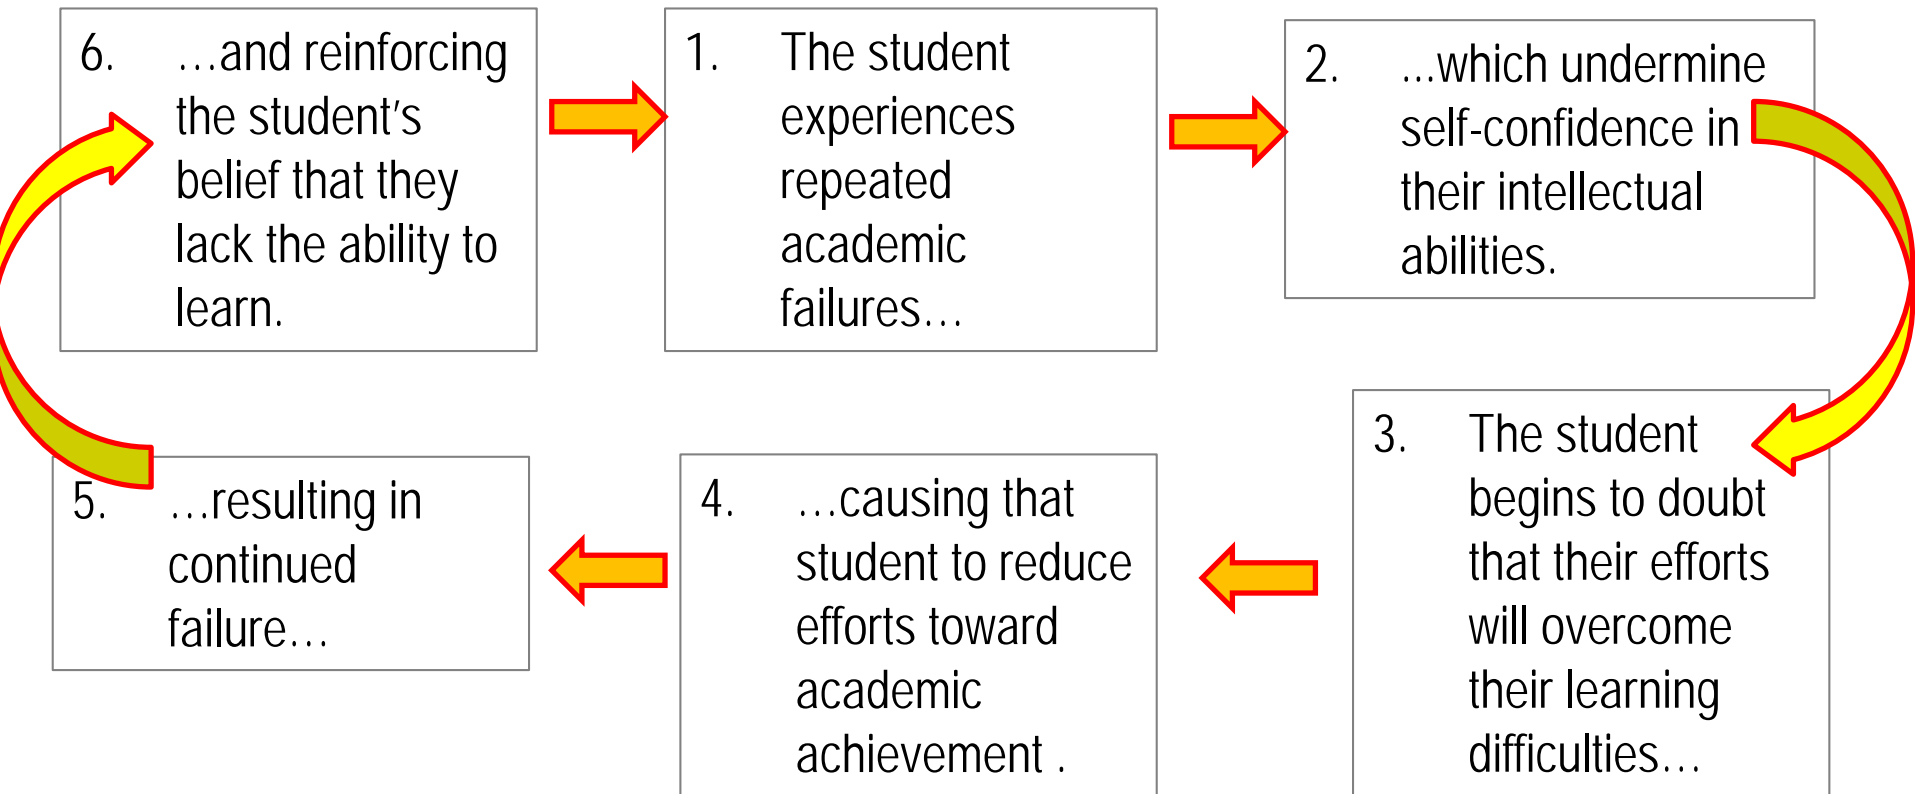 6. …and reinforcing
the student's
belief that they
lack the ability to
learn.
1. The student
experiences
repeated
academic
failures…
2. …which undermine
self-confidence in
their intellectual
abilities.
3. The student
begins to doubt
that their efforts
will overcome
their learning
difficulties…
4. …causing that
student to reduce
efforts toward
academic
achievement .
5. …resulting in
continued
failure…